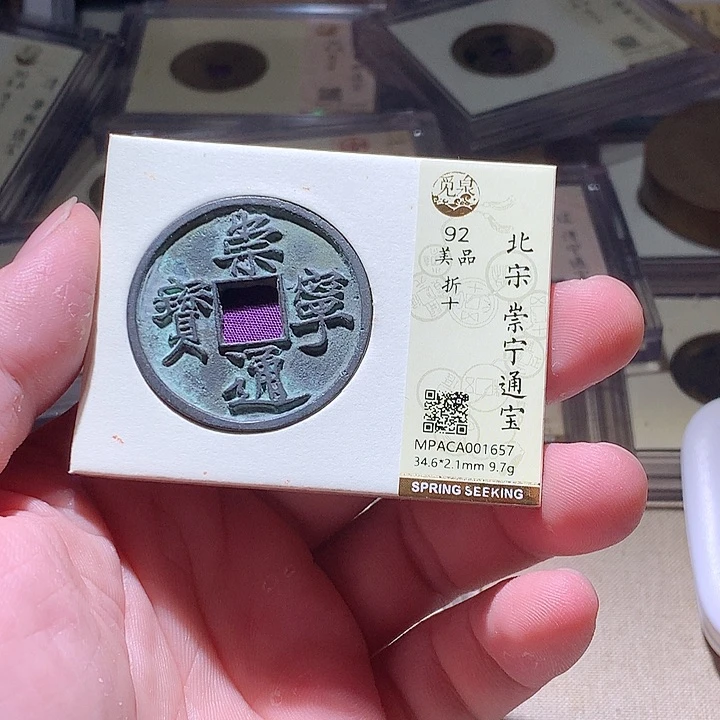 崇
寧
通
寶
觅泉
92
美品
折十
北宋 崇宁通宝
MPACA001657
34.6*2.1mm 9.7g
SPRING SEEKING